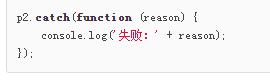 p2.catch(function (reason) {
    console.log('失败：' + reason);
});